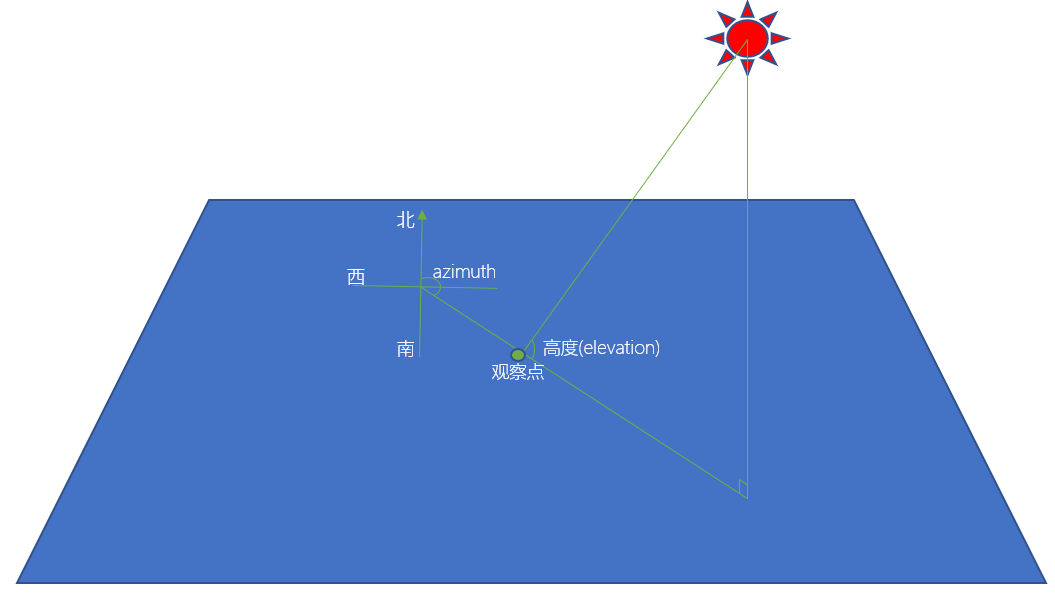 北
西
azimuth
南
高度(elevation)
观察点